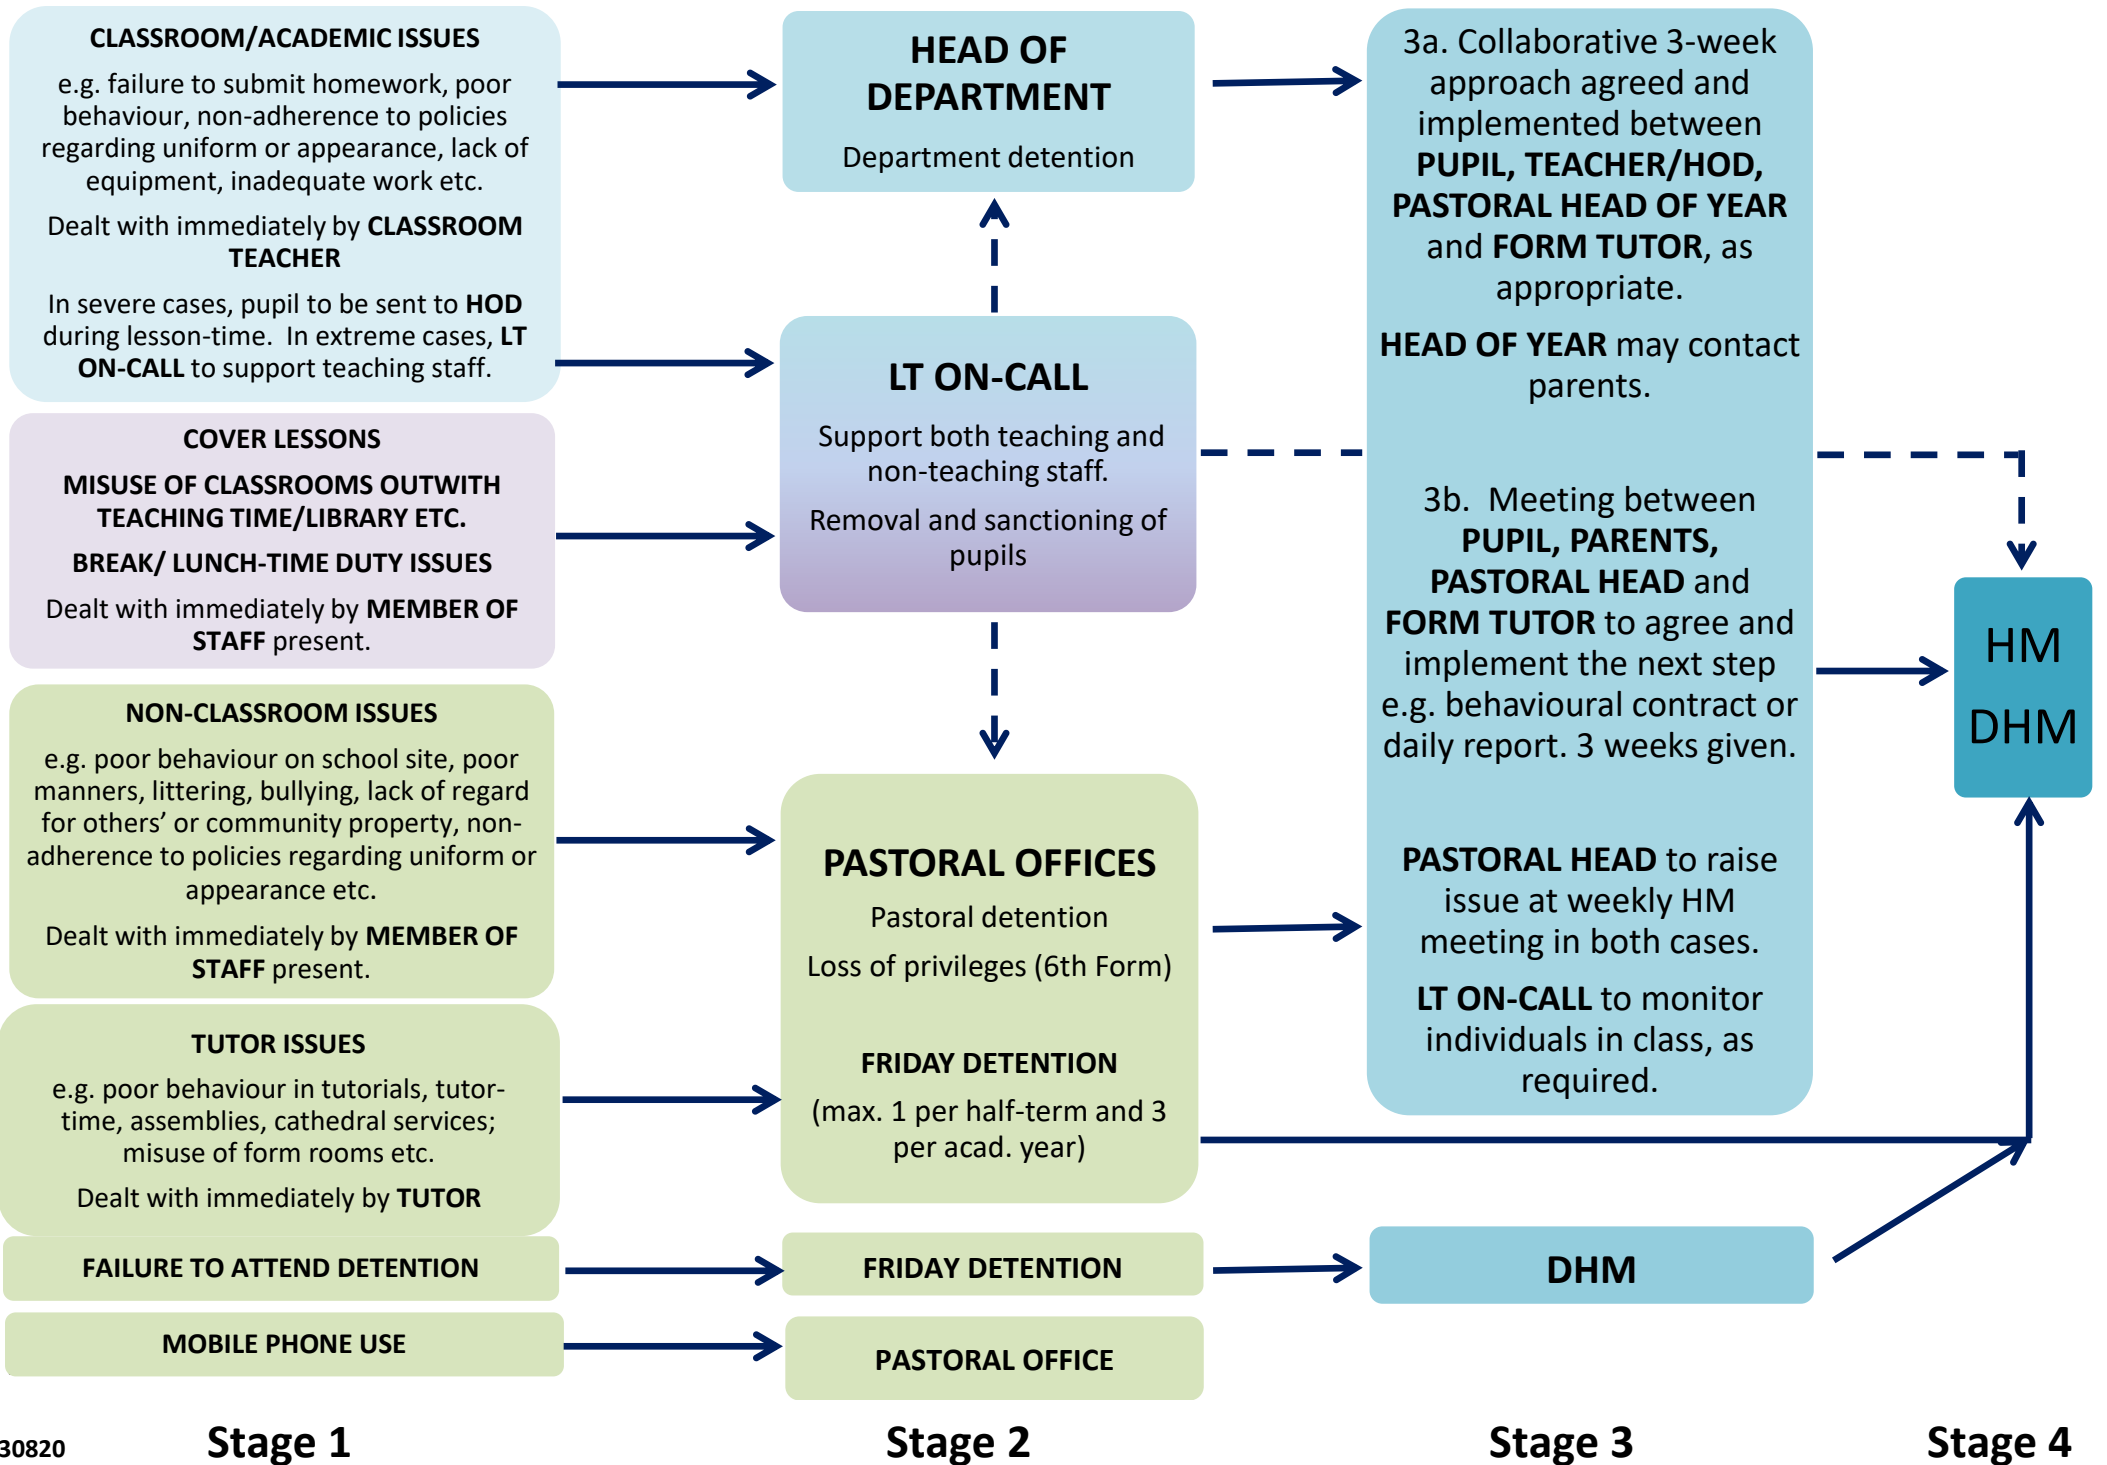 CLASSROOM/ACADEMIC ISSUES
e.g. failure to submit homework, poor
behaviour, non-adherence to policies
regarding uniform or appearance, lack of
equipment, inadequate work etc.
Dealt with immediately by CLASSROOM
TEACHER
In severe cases, pupil to be sent to HOD
during lesson-time. In extreme cases, LT
ON-CALL to support teaching staff.
COVER LESSONS
MISUSE OF CLASSROOMS OUTWITH
TEACHING TIME/LIBRARY ETC.
BREAK/ LUNCH-TIME DUTY ISSUES
Dealt with immediately by MEMBER OF
STAFF present.
NON-CLASSROOM ISSUES
e.g. poor behaviour on school site, poor
manners, littering, bullying, lack of regard
for others’ or community property, non-
adherence to policies regarding uniform or
appearance etc.
Dealt with immediately by MEMBER OF
STAFF present.
TUTOR ISSUES
e.g. poor behaviour in tutorials, tutor-
time, assemblies, cathedral services;
misuse of form rooms etc.
Dealt with immediately by TUTOR
FAILURE TO ATTEND DETENTION
MOBILE PHONE USE
HEAD OF
DEPARTMENT
Department detention
LT ON-CALL
Support both teaching and
non-teaching staff.
Removal and sanctioning of
pupils
PASTORAL OFFICES
Pastoral detention
Loss of privileges (6th Form)
FRIDAY DETENTION
(max. 1 per half-term and 3
per acad. year)
FRIDAY DETENTION
PASTORAL OFFICE
3a. Collaborative 3-week
approach agreed and
implemented between
PUPIL, TEACHER/HOD,
PASTORAL HEAD OF YEAR
and FORM TUTOR, as
appropriate.
HEAD OF YEAR may contact
parents.
3b. Meeting between
PUPIL, PARENTS,
PASTORAL HEAD and
FORM TUTOR to agree and
implement the next step
e.g. behavioural contract or
daily report. 3 weeks given.
PASTORAL HEAD to raise
issue at weekly HM
meeting in both cases.
LT ON-CALL to monitor
individuals in class, as
required.
DHM
HM
DHM
30820
Stage 1
Stage 2
Stage 3
Stage 4